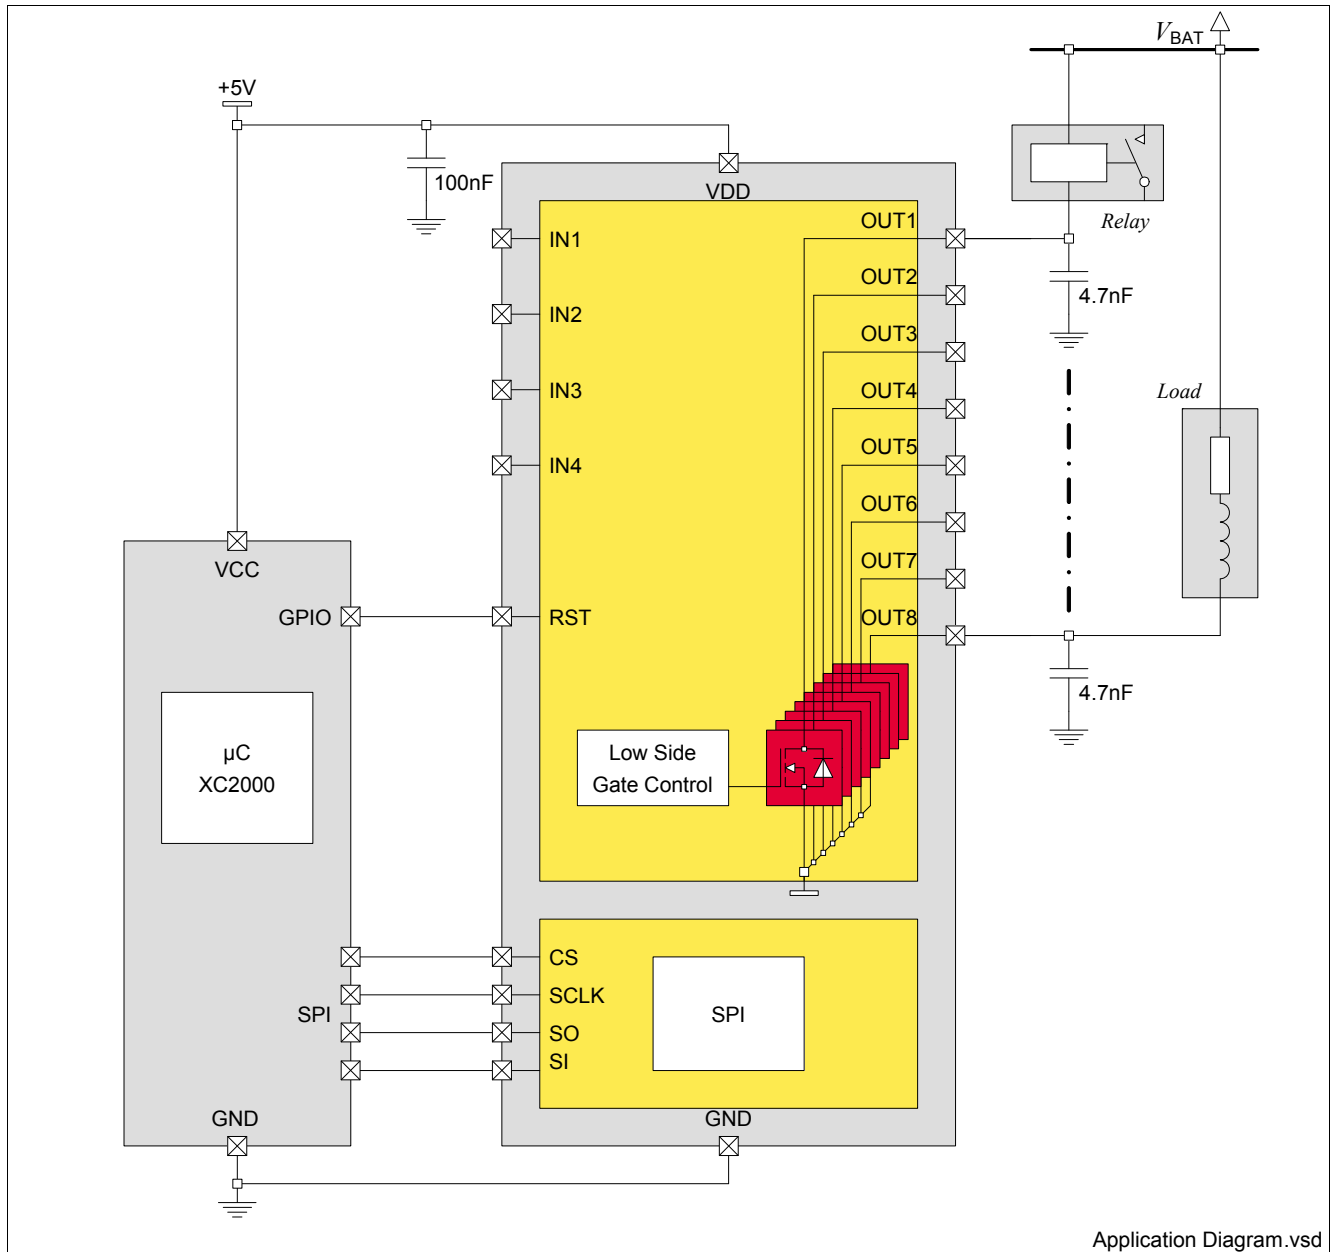 V_BAT
+5V
100nF
VDD
IN1
IN2
IN3
IN4
RST
OUT1
OUT2
OUT3
OUT4
OUT5
OUT6
OUT7
OUT8
Relay
4.7nF
Load
4.7nF
VCC
GPIO
µC
XC2000
Low Side
Gate Control
SPI
GND
CS
SCLK
SO
SI
SPI
GND
Application Diagram.vsd